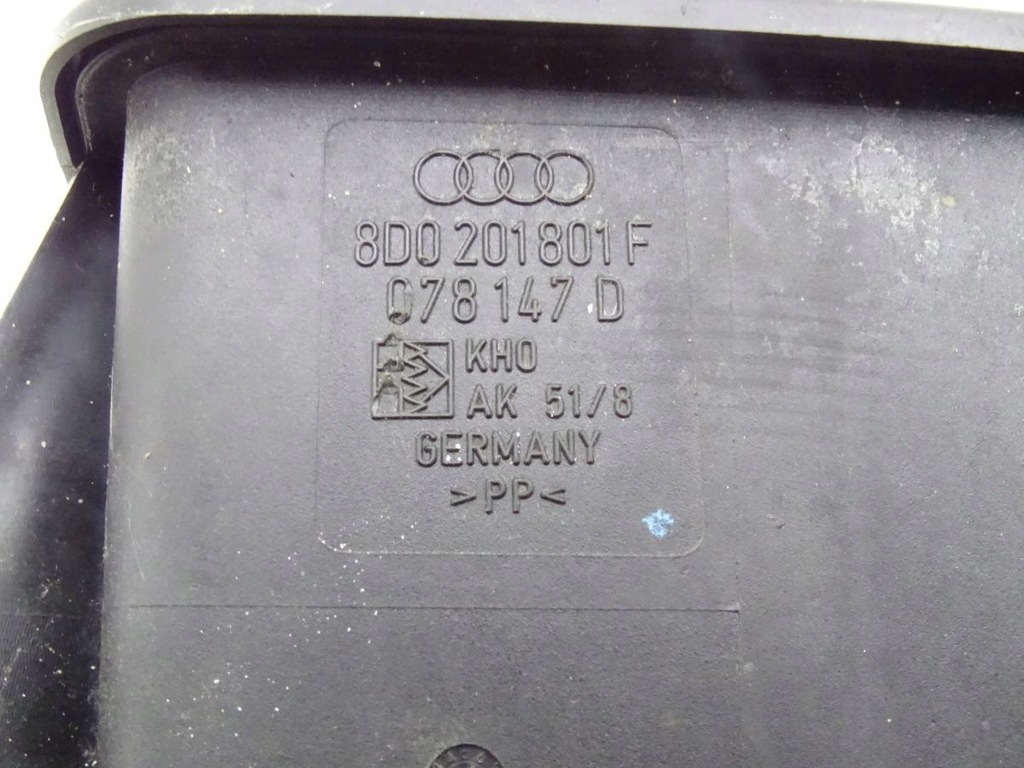 8D0 201 801 F
078 147 D
KHO
AK 51/8
GERMANY
>PP<